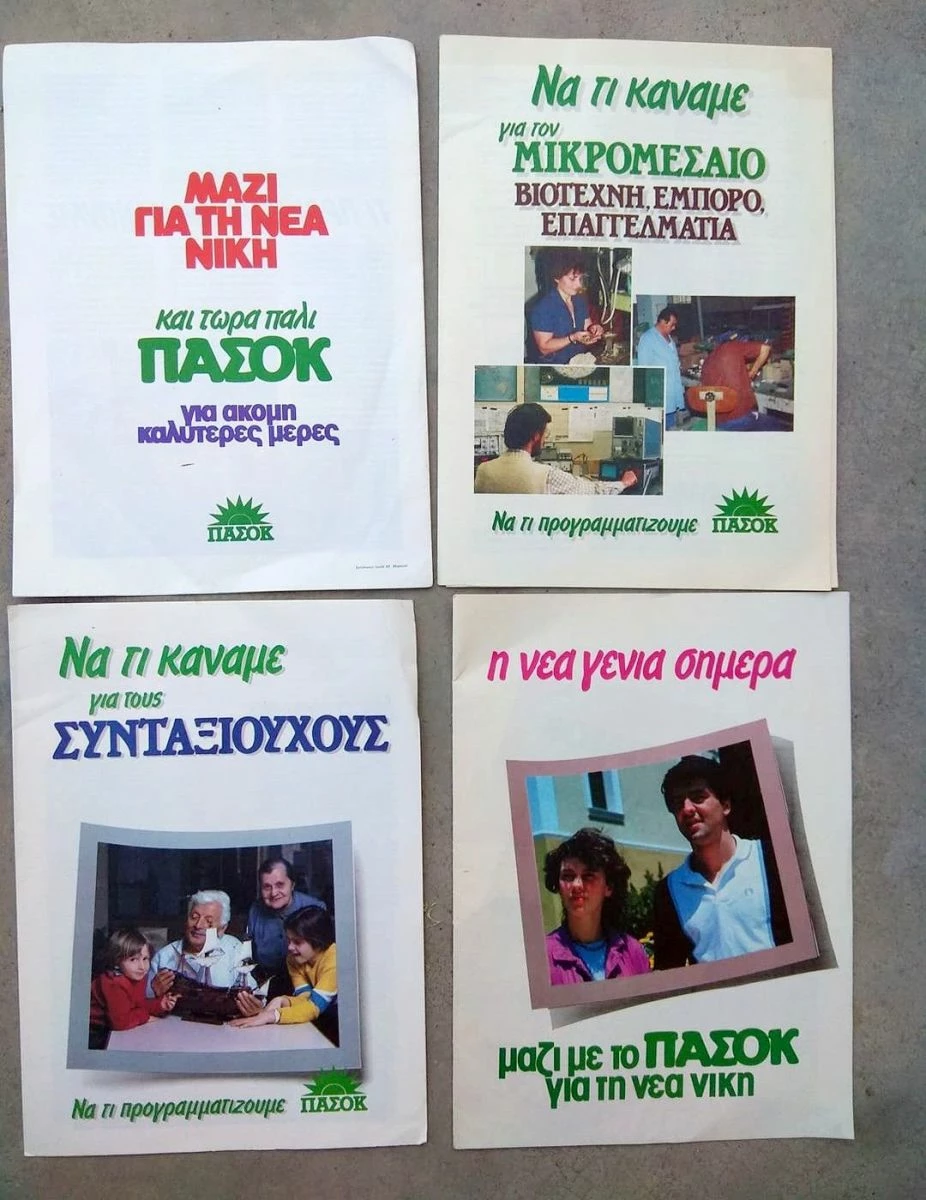 ΜΑΖΙ
ΓΙΑ ΤΗ ΝΕΑ
ΝΙΚΗ
και τωρα παλι
ΠΑΣΟΚ
για ακομη
καλυτερες μερες
ΠΑΣΟΚ
Να τι καναμε
για τον
ΜΙΚΡΟΜΕΣΑΙΟ
ΒΙΟΤΕΧΝΗ, ΕΜΠΟΡΟ,
ΕΠΑΓΓΕΛΜΑΤΙΑ
Να τι προγραμματιζουμε
ΠΑΣΟΚ
Να τι καναμε
για τους
ΣΥΝΤΑΞΙΟΥΧΟΥΣ
Να τι προγραμματιζουμε
ΠΑΣΟΚ
η νεα γενια σημερα
μαζι με το ΠΑΣΟΚ
για τη νεα νικη